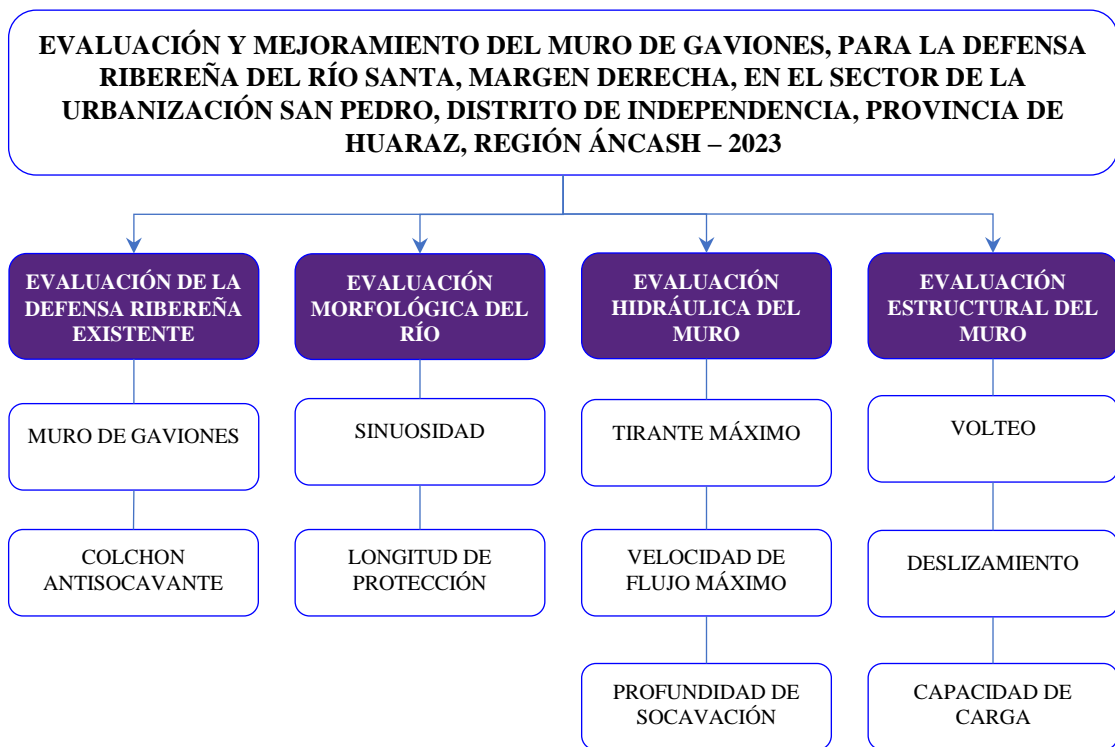 EVALUACIÓN Y MEJORAMIENTO DEL MURO DE GAVIONES, PARA LA DEFENSA
RIBEREÑA DEL RÍO SANTA, MARGEN DERECHA, EN EL SECTOR DE LA
URBANIZACIÓN SAN PEDRO, DISTRITO DE INDEPENDENCIA, PROVINCIA DE
HUARAZ, REGIÓN ÁNCASH – 2023
EVALUACIÓN DE LA
DEFENSA RIBEREÑA
EXISTENTE
MURO DE GAVIONES
COLCHON
ANTISOCAVANTE
EVALUACIÓN
MORFOLÓGICA DEL
RÍO
SINUOSIDAD
LONGITUD DE
PROTECCIÓN
EVALUACIÓN
HIDRÁULICA DEL
MURO
TIRANTE MÁXIMO
VELOCIDAD DE
FLUJO MÁXIMO
PROFUNDIDAD DE
SOCAVACIÓN
EVALUACIÓN
ESTRUCTURAL DEL
MURO
VOLTEO
DESLIZAMIENTO
CAPACIDAD DE
CARGA